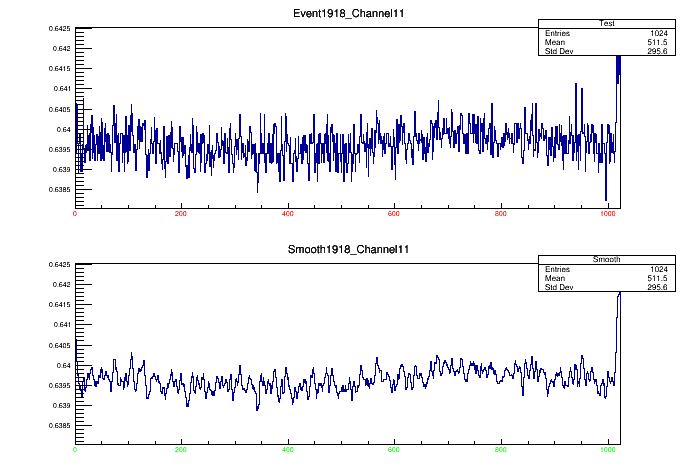 Event1918_Channel11
Test
Entries 1024
Mean 511.5
Std Dev 295.6
0.6425
0.642
0.6415
0.641
0.6405
0.64
0.6395
0.639
0.6385
0 200 400 600 800 1000
Smooth1918_Channel11
Smooth
Entries 1024
Mean 511.5
Std Dev 295.6
0.6425
0.642
0.6415
0.641
0.6405
0.64
0.6395
0.639
0.6385
0 200 400 600 800 1000